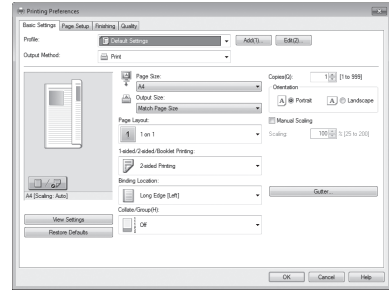 Printing Preferences
Basic Settings Page Setup Finishing Quality
Profile: Default Settings Add(1)... Edit(2)...
Output Method: Print
Page Size:
A4
Output Size:
Match Page Size
Copies(Q): 1 [1 to 999]
Orientation
A Portrait A Landscape
Page Layout:
1 1 on 1
Manual Scaling
Scaling: 100 % [25 to 200]
1-sided/2-sided/Booklet Printing:
2-sided Printing
Binding Location:
Long Edge [Left]
Gutter...
A4 [Scaling: Auto]
Collate/Group(H):
Off
View Settings
Restore Defaults
OK Cancel Help